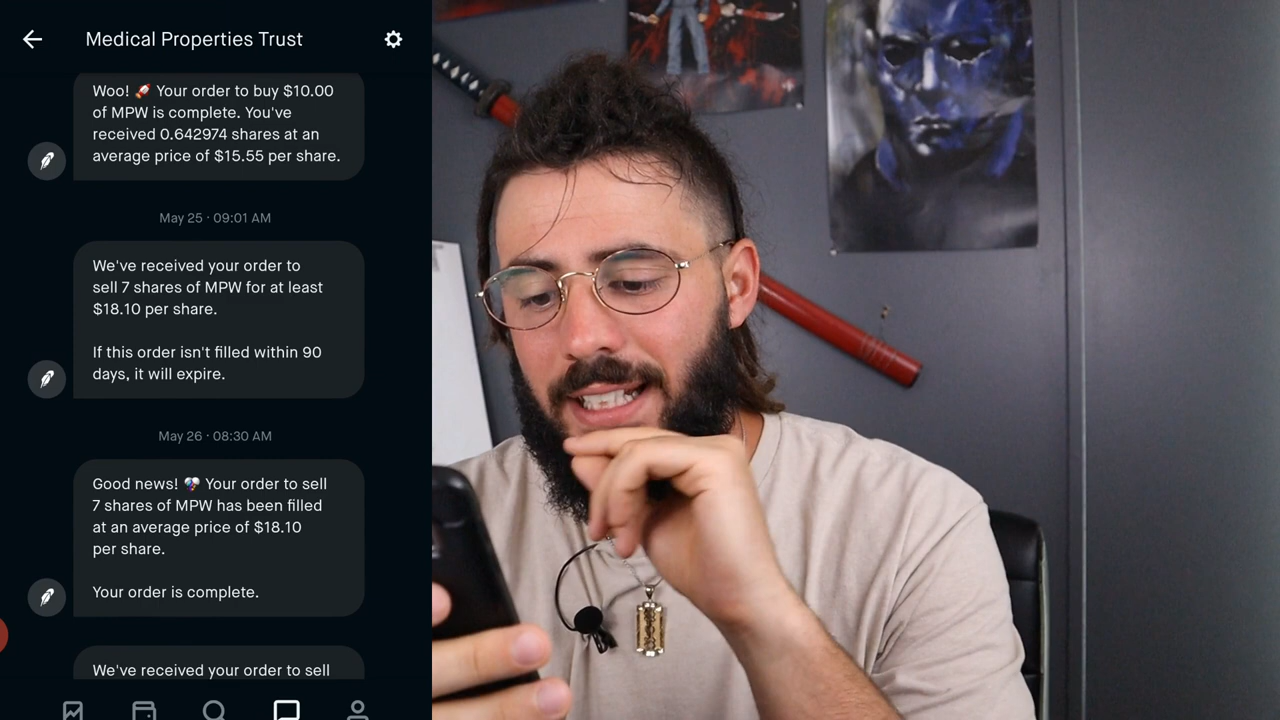 Medical Properties Trust
Woo! 🚀 Your order to buy $10.00
of MPW is complete. You've
received 0.642974 shares at an
average price of $15.55 per share.
May 25 · 09:01 AM
We've received your order to
sell 7 shares of MPW for at least
$18.10 per share.
If this order isn't filled within 90
days, it will expire.
May 26 · 08:30 AM
Good news! 🎊 Your order to sell
7 shares of MPW has been filled
at an average price of $18.10
per share.
Your order is complete.
We've received your order to sell